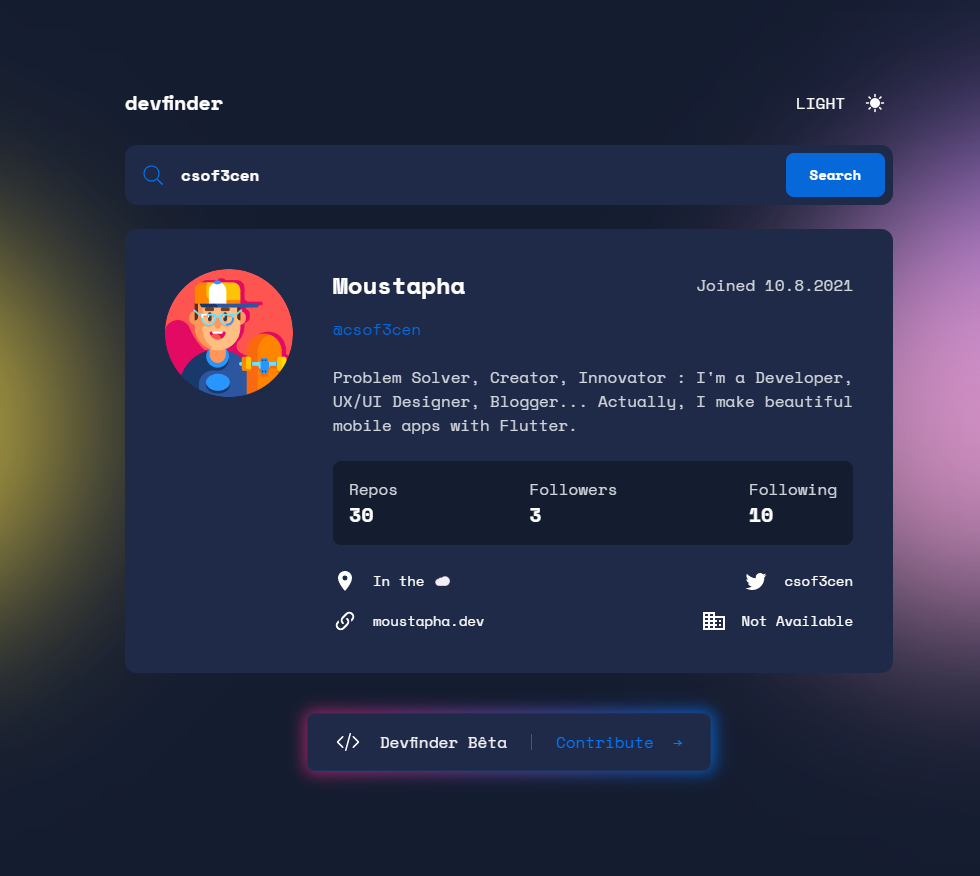 devfinder
LIGHT
csof3cen
Search
Moustapha
Joined 10.8.2021
@csof3cen
Problem Solver, Creator, Innovator : I'm a Developer,
UX/UI Designer, Blogger... Actually, I make beautiful
mobile apps with Flutter.
Repos Followers Following
30 3 10
In the ☁
csof3cen
moustapha.dev
Not Available
Devfinder Bêta
Contribute →